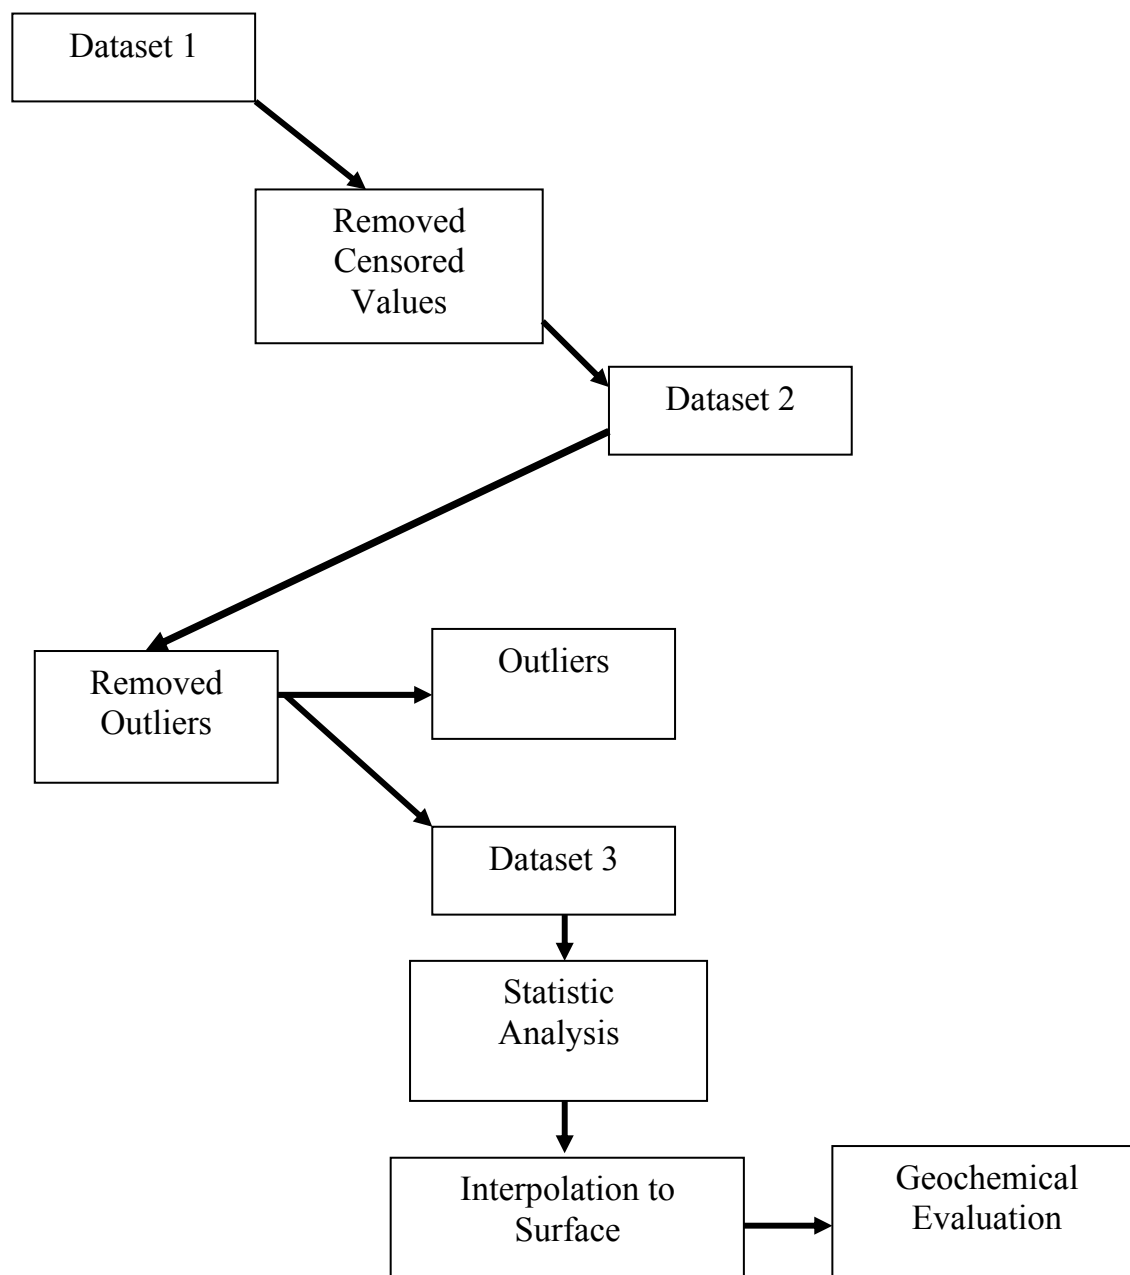 Dataset 1
Removed
Censored
Values
Dataset 2
Removed
Outliers
Outliers
Dataset 3
Statistic
Analysis
Interpolation to
Surface
Geochemical
Evaluation